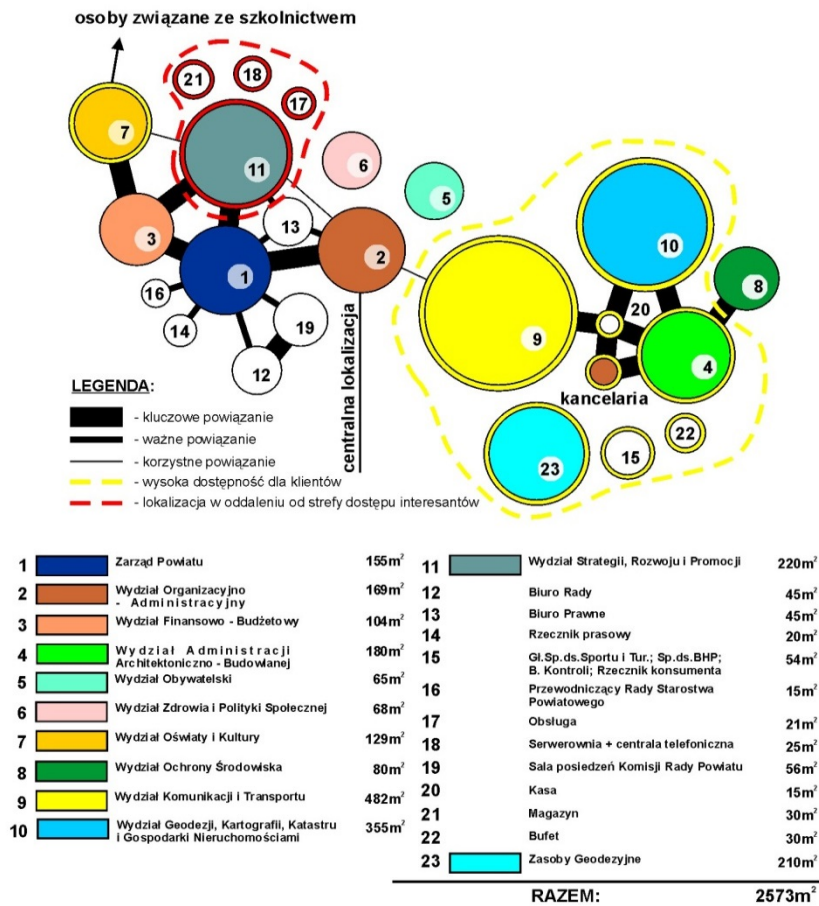 osoby związane ze szkolnictwem
21
18
17
7
11
6
5
13
3
2
10
1
8
16
20
14
19
9
4
12
kancelaria
centralna lokalizacja
22
15
23
LEGENDA:
- kluczowe powiązanie
- ważne powiązanie
- korzystne powiązanie
- wysoka dostępność dla klientów
- lokalizacja w oddaleniu od strefy dostępu interesantów
1 Zarząd Powiatu 155m²
2 Wydział Organizacyjno
- Administracyjny 169m²
3 Wydział Finansowo - Budżetowy 104m²
4 Wydział Administracji
Architektoniczno - Budowlanej 180m²
5 Wydział Obywatelski 65m²
6 Wydział Zdrowia i Polityki Społecznej 68m²
7 Wydział Oświaty i Kultury 129m²
8 Wydział Ochrony Środowiska 80m²
9 Wydział Komunikacji i Transportu 482m²
10 Wydział Geodezji, Kartografii, Katastru
i Gospodarki Nieruchomościami 355m²
11 Wydział Strategii, Rozwoju i Promocji 220m²
12 Biuro Rady 45m²
13 Biuro Prawne 45m²
14 Rzecznik prasowy 20m²
15 Gł.Sp.ds.Sportu i Tur.; Sp.ds.BHP;
B. Kontroli; Rzecznik konsumenta 54m²
16 Przewodniczący Rady Starostwa
Powiatowego 15m²
17 Obsługa 21m²
18 Serwerownia + centrala telefoniczna 25m²
19 Sala posiedzeń Komisji Rady Powiatu 56m²
20 Kasa 15m²
21 Magazyn 30m²
22 Bufet 30m²
23 Zasoby Geodezyjne 210m²
RAZEM: 2573m²